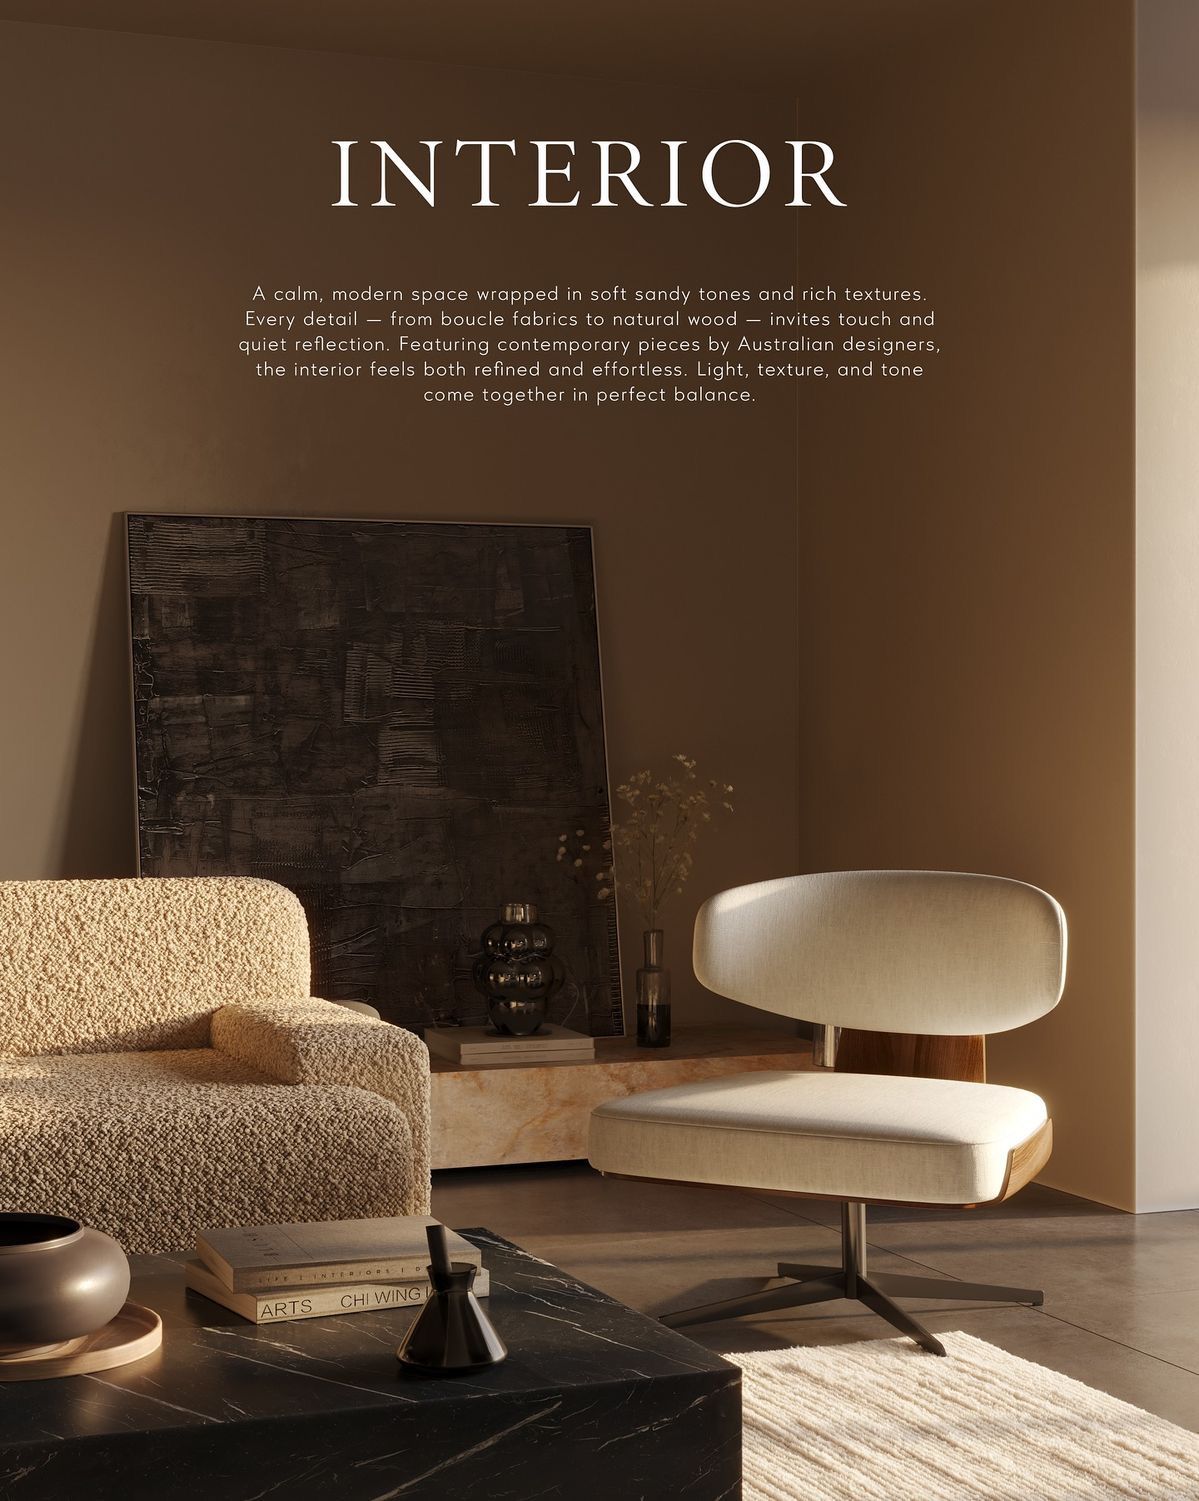 INTERIOR
A calm, modern space wrapped in soft sandy tones and rich textures.
Every detail — from boucle fabrics to natural wood — invites touch and
quiet reflection. Featuring contemporary pieces by Australian designers,
the interior feels both refined and effortless. Light, texture, and tone
come together in perfect balance.
LIFE | INTERIORS |
ARTS CHI WING